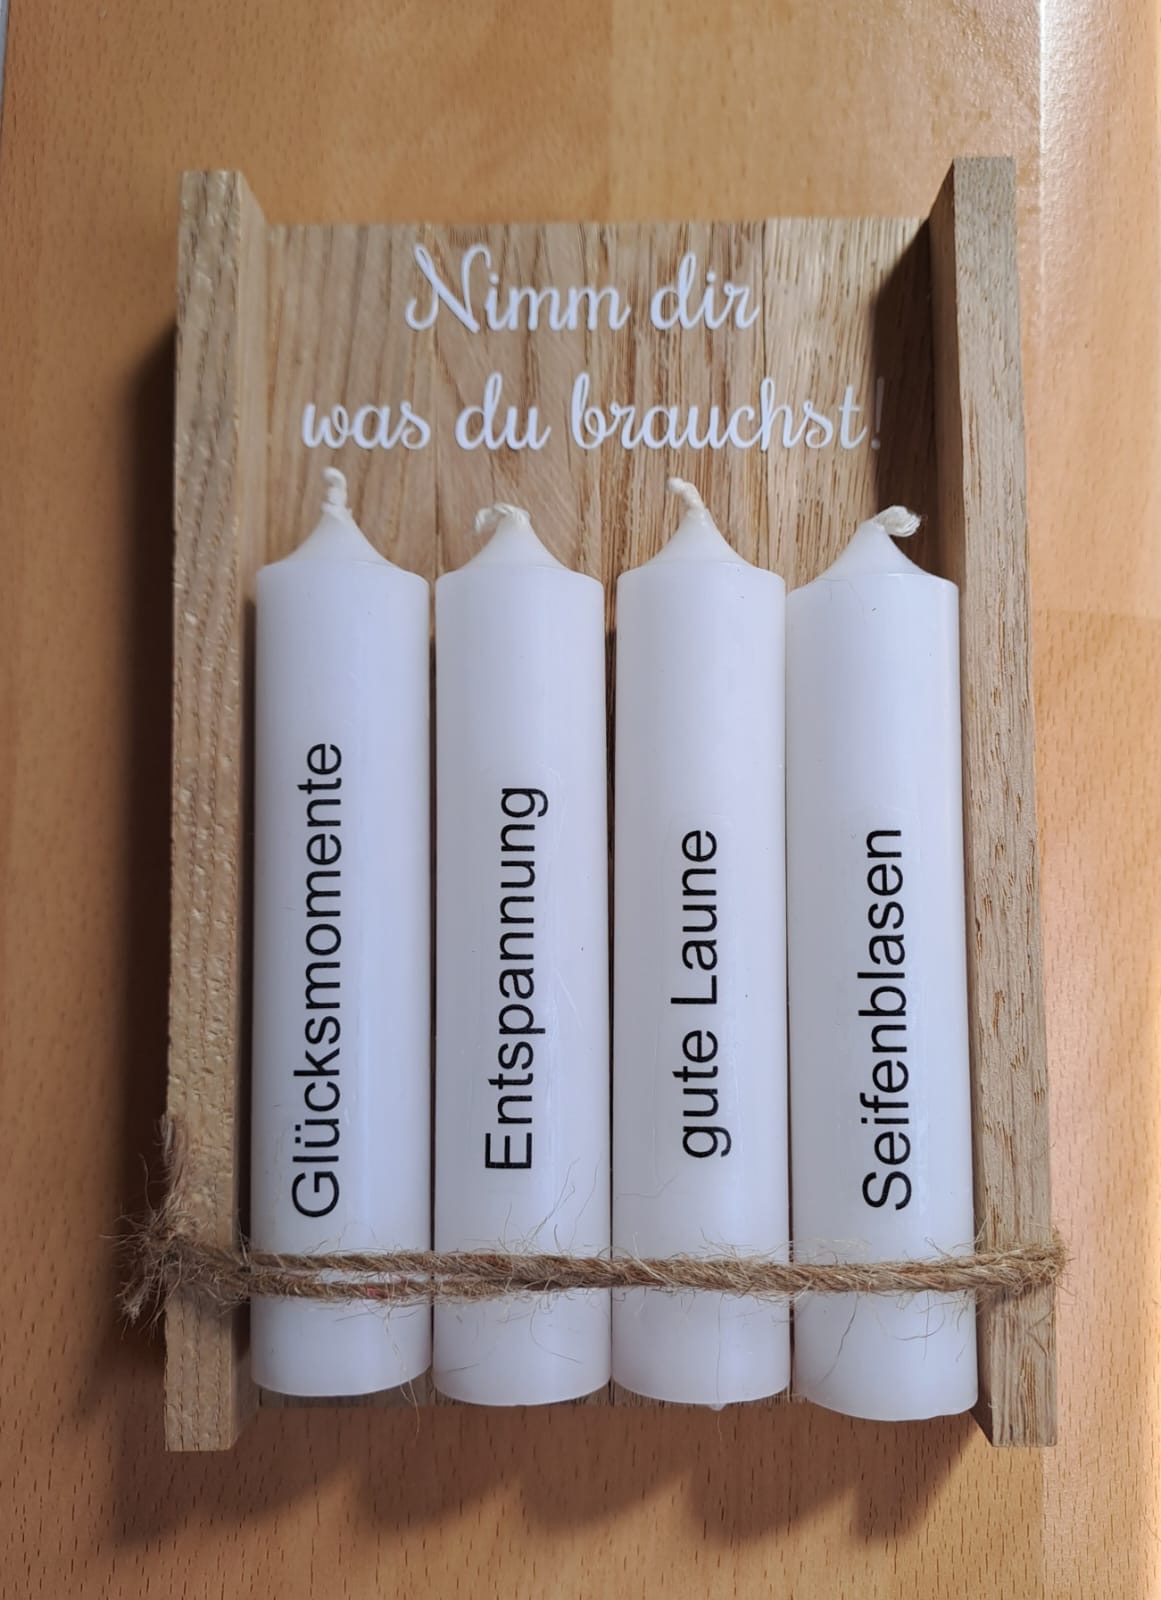 Nimm dir
was du brauchst!
Glücksmomente
Entspannung
gute Laune
Seifenblasen